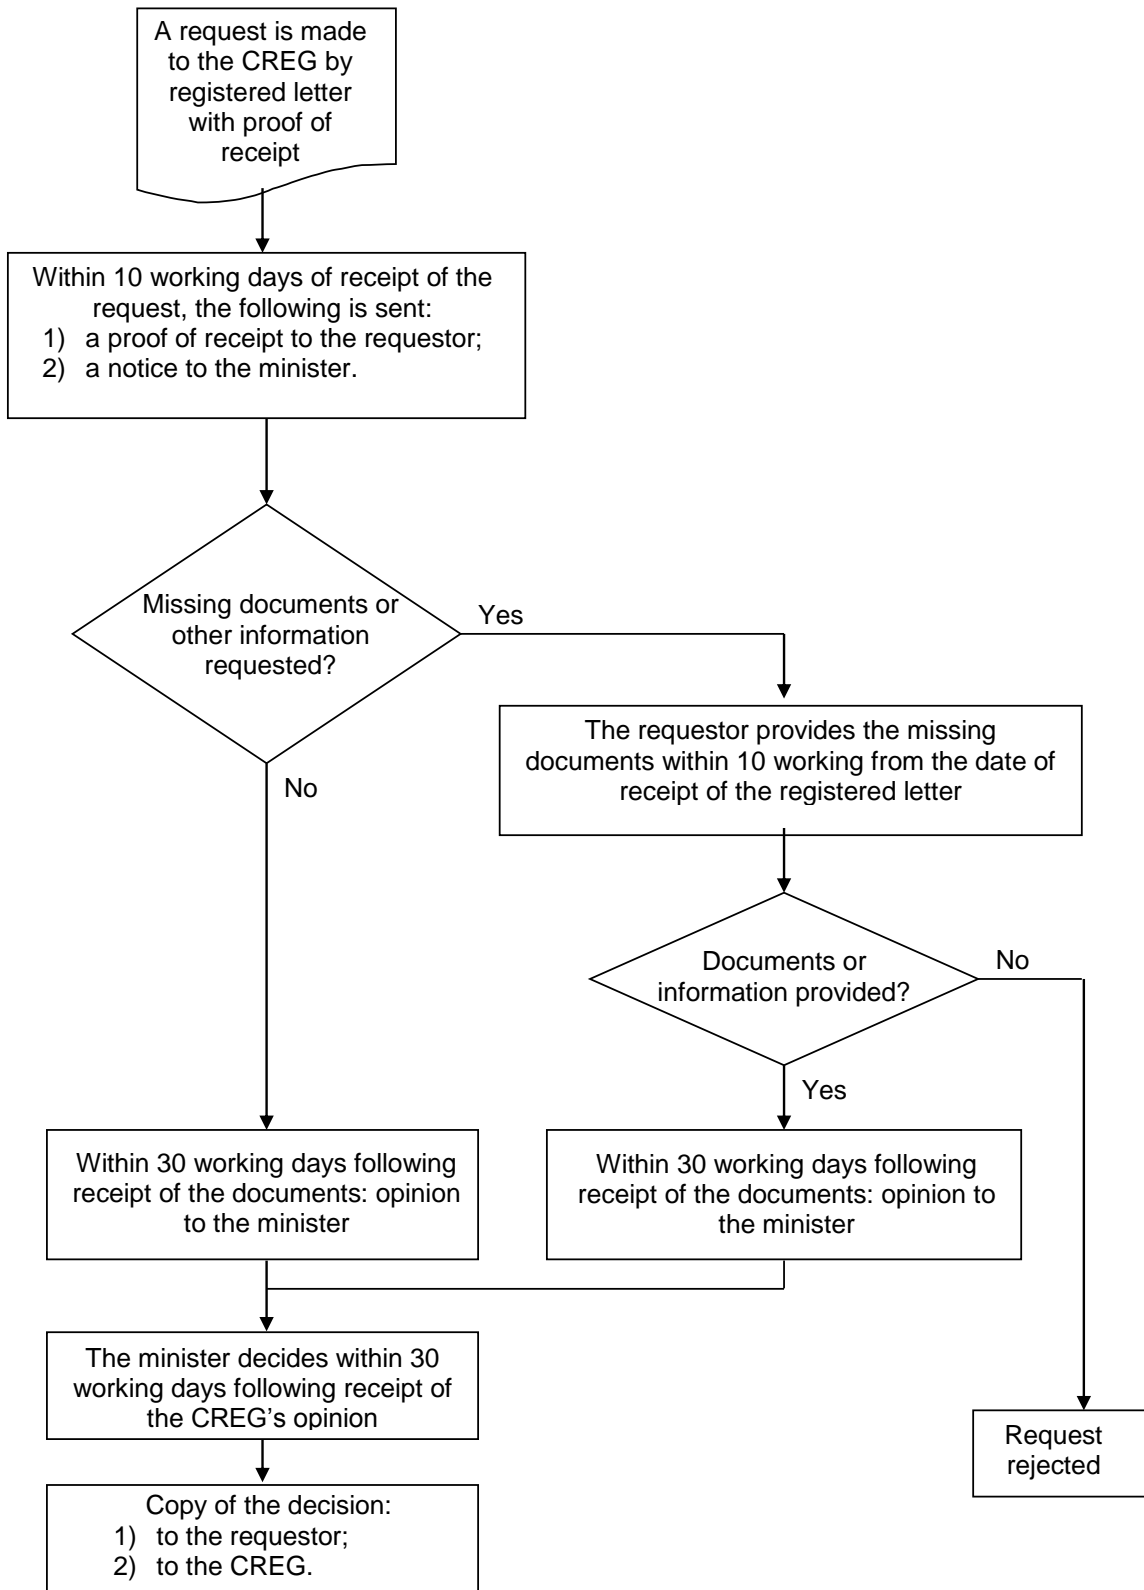 A request is made
to the CREG by
registered letter
with proof of
receipt
Within 10 working days of receipt of the
request, the following is sent:
1) a proof of receipt to the requestor;
2) a notice to the minister.
Missing documents or
other information
requested?
Yes
No
The requestor provides the missing
documents within 10 working from the date of
receipt of the registered letter
Documents or
information provided?
No
Yes
Within 30 working days following
receipt of the documents: opinion
to the minister
Within 30 working days following
receipt of the documents: opinion to
the minister
The minister decides within 30
working days following receipt of
the CREG’s opinion
Request
rejected
Copy of the decision:
1) to the requestor;
2) to the CREG.